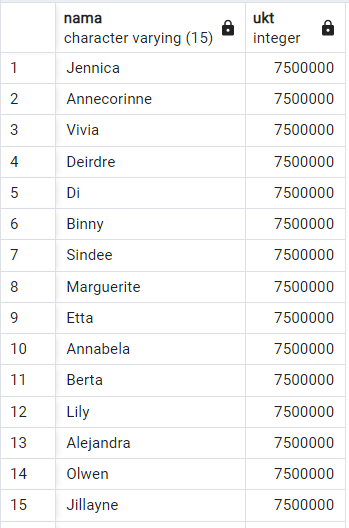 nama ukt
character varying (15) integer
1 Jennica 7500000
2 Annecorinne 7500000
3 Vivia 7500000
4 Deirdre 7500000
5 Di 7500000
6 Binny 7500000
7 Sindee 7500000
8 Marguerite 7500000
9 Etta 7500000
10 Annabela 7500000
11 Berta 7500000
12 Lily 7500000
13 Alejandra 7500000
14 Olwen 7500000
15 Jillayne 7500000